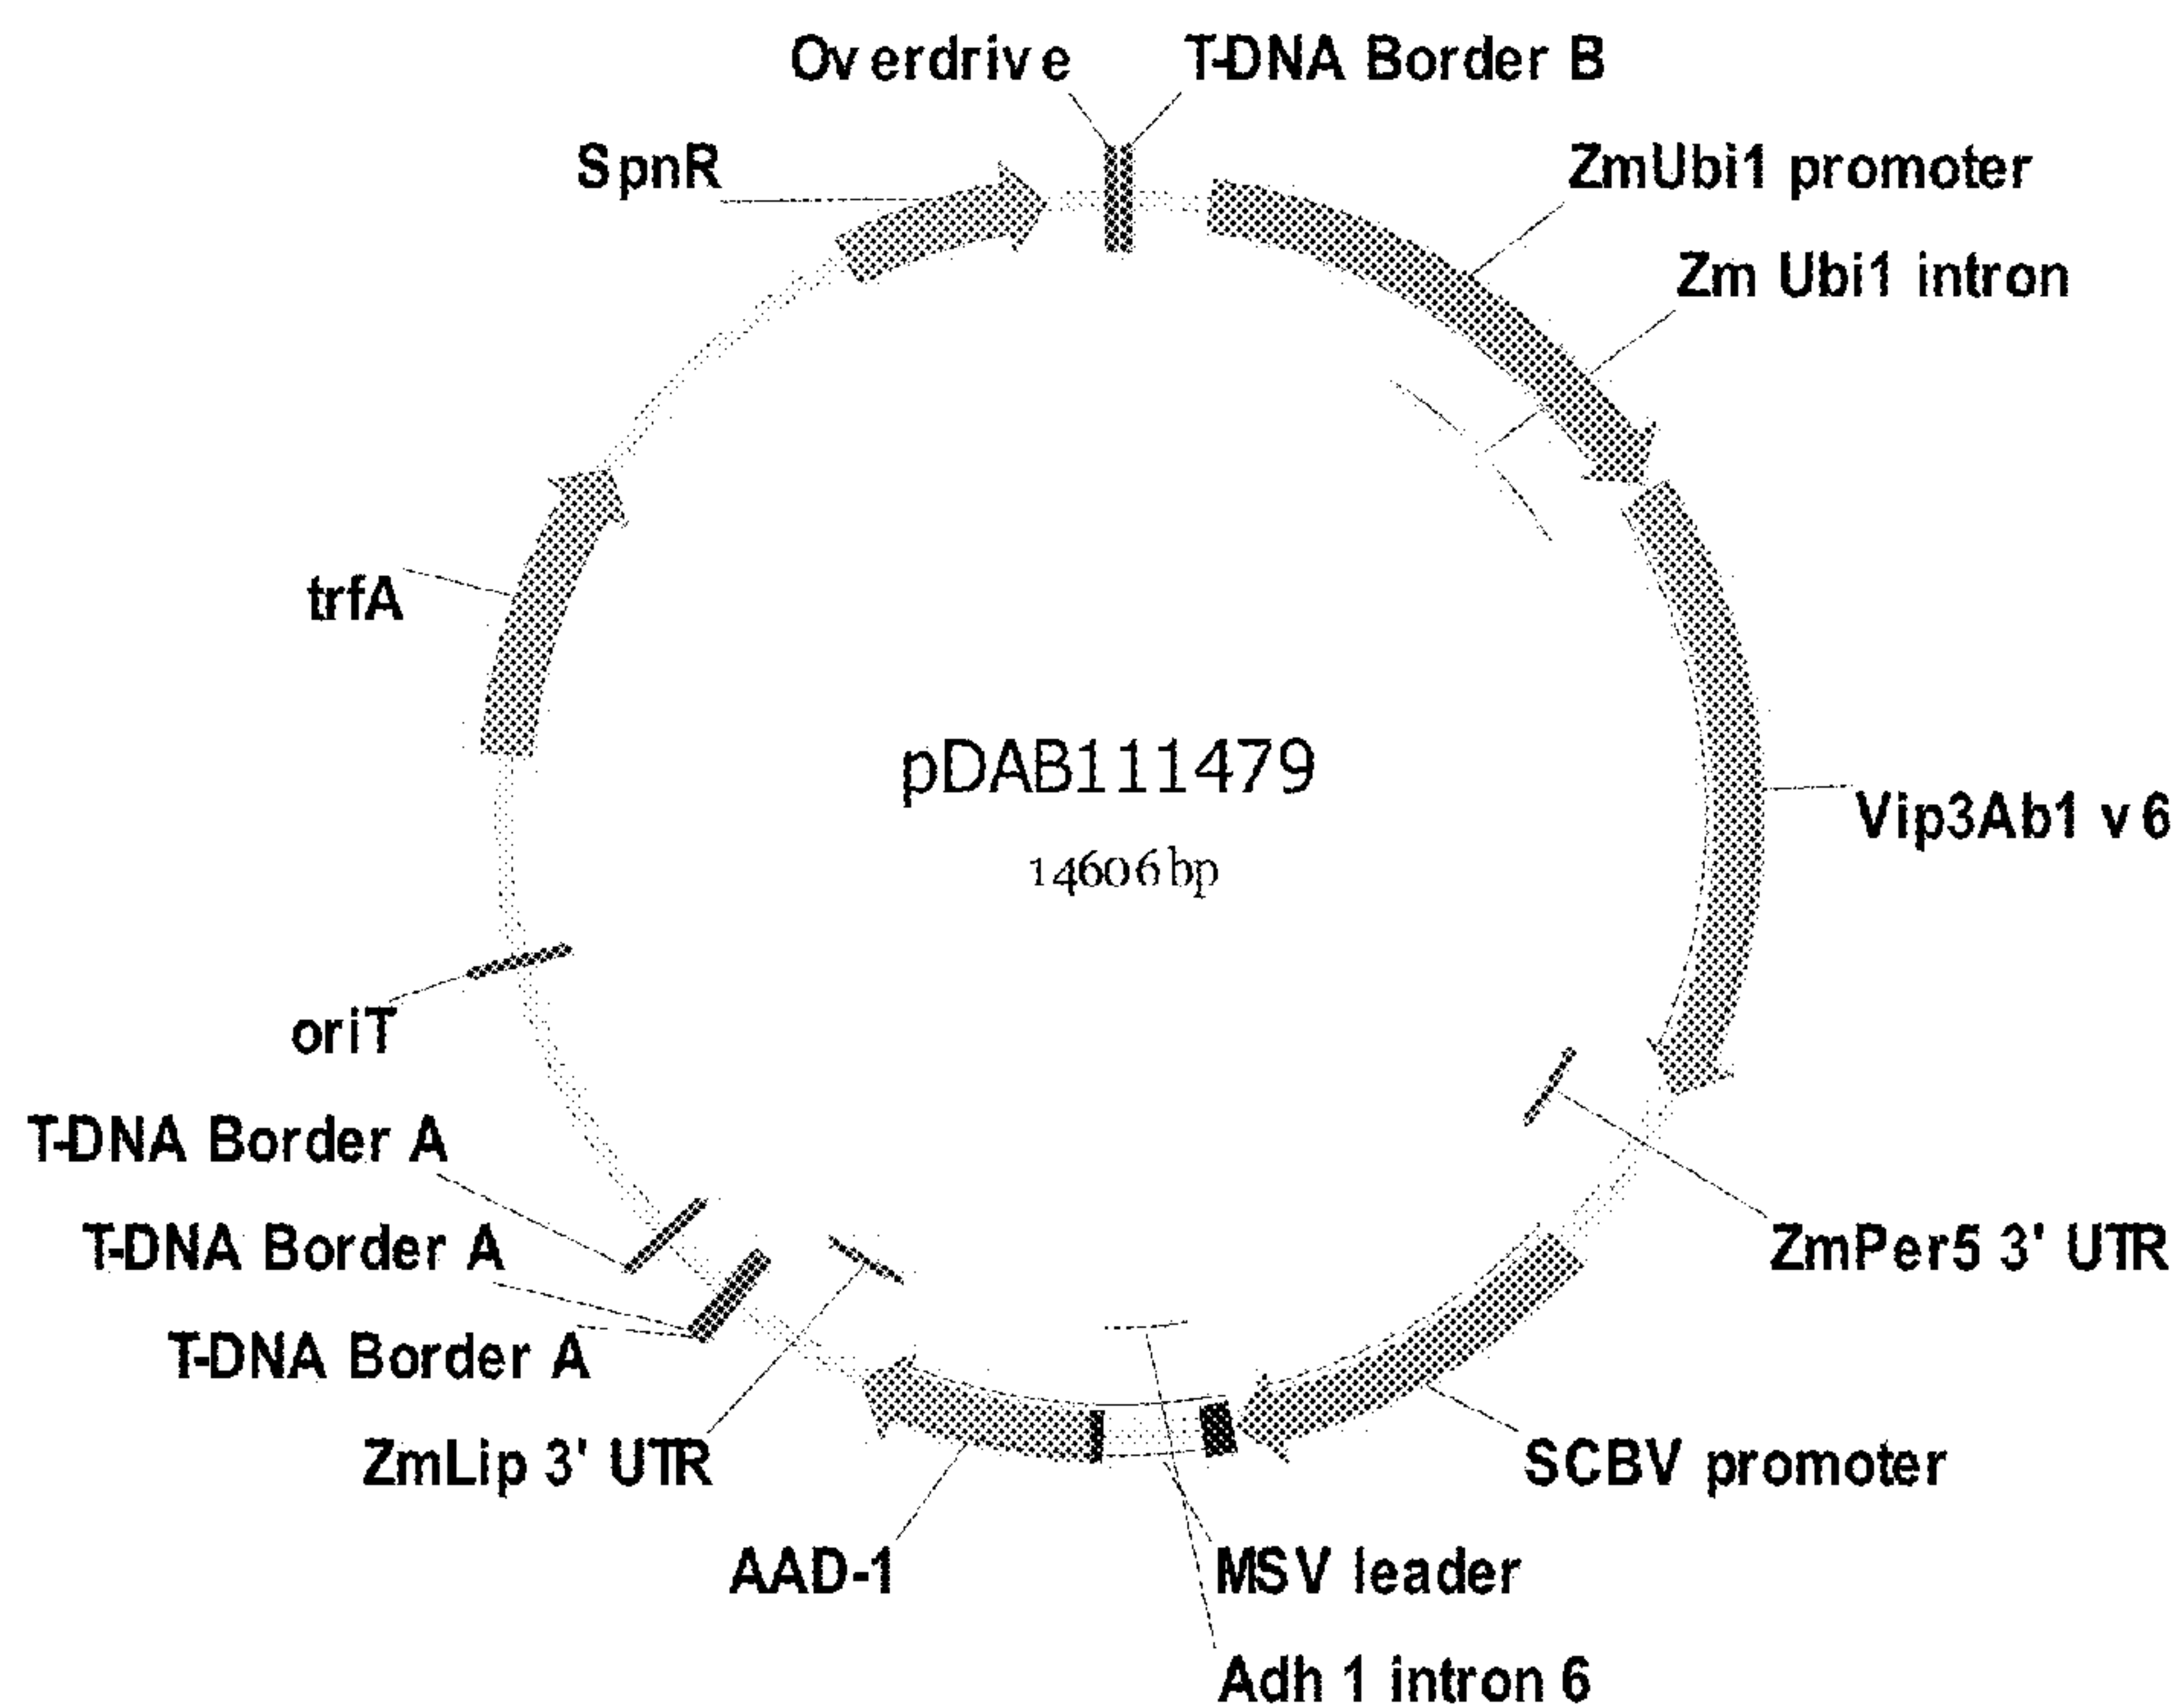 Overdrive
T-DNA Border B
SpnR
ZmUbi1 promoter
Zm Ubi1 intron
trfA
pDAB111479
14606 bp
Vip3Ab1 v6
oriT
T-DNA Border A
T-DNA Border A
ZmPer5 3' UTR
T-DNA Border A
ZmLip 3' UTR
SCBV promoter
AAD-1
MSV leader
Adh 1 intron 6